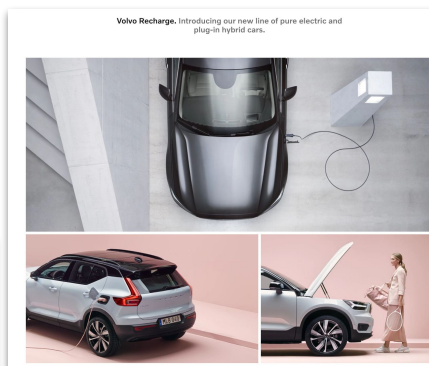 Volvo Recharge. Introducing our new line of pure electric and
plug-in hybrid cars.